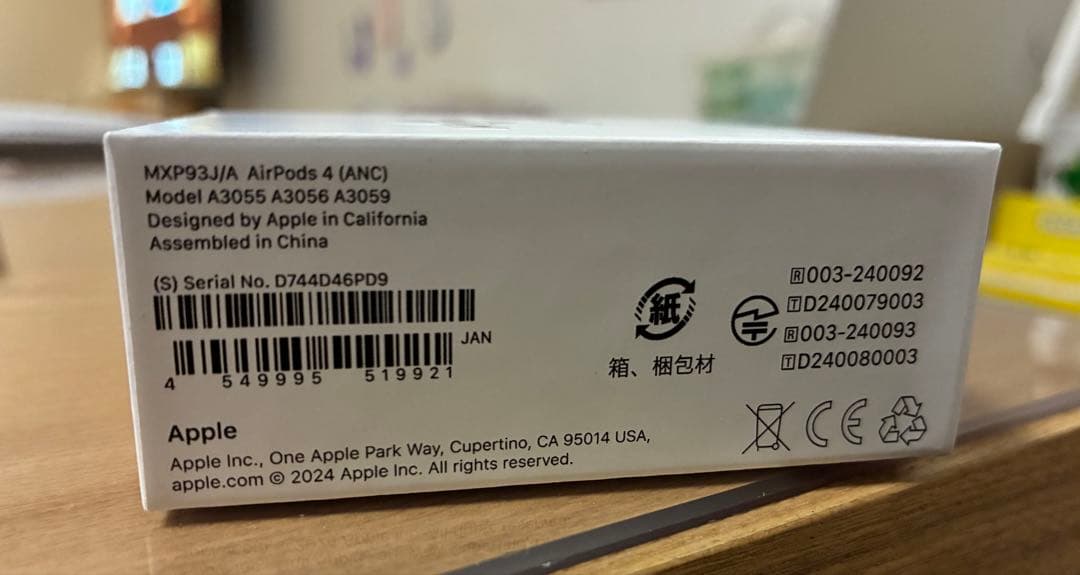 MXP93J/A AirPods 4 (ANC)
Model A3055 A3056 A3059
Designed by Apple in California
Assembled in China
(S) Serial No. D744D46PD9
JAN
4 549995 519921
紙
箱、梱包材
R003-240092
TD240079003
R003-240093
TD240080003
CE
Apple
Apple Inc., One Apple Park Way, Cupertino, CA 95014 USA,
apple.com © 2024 Apple Inc. All rights reserved.